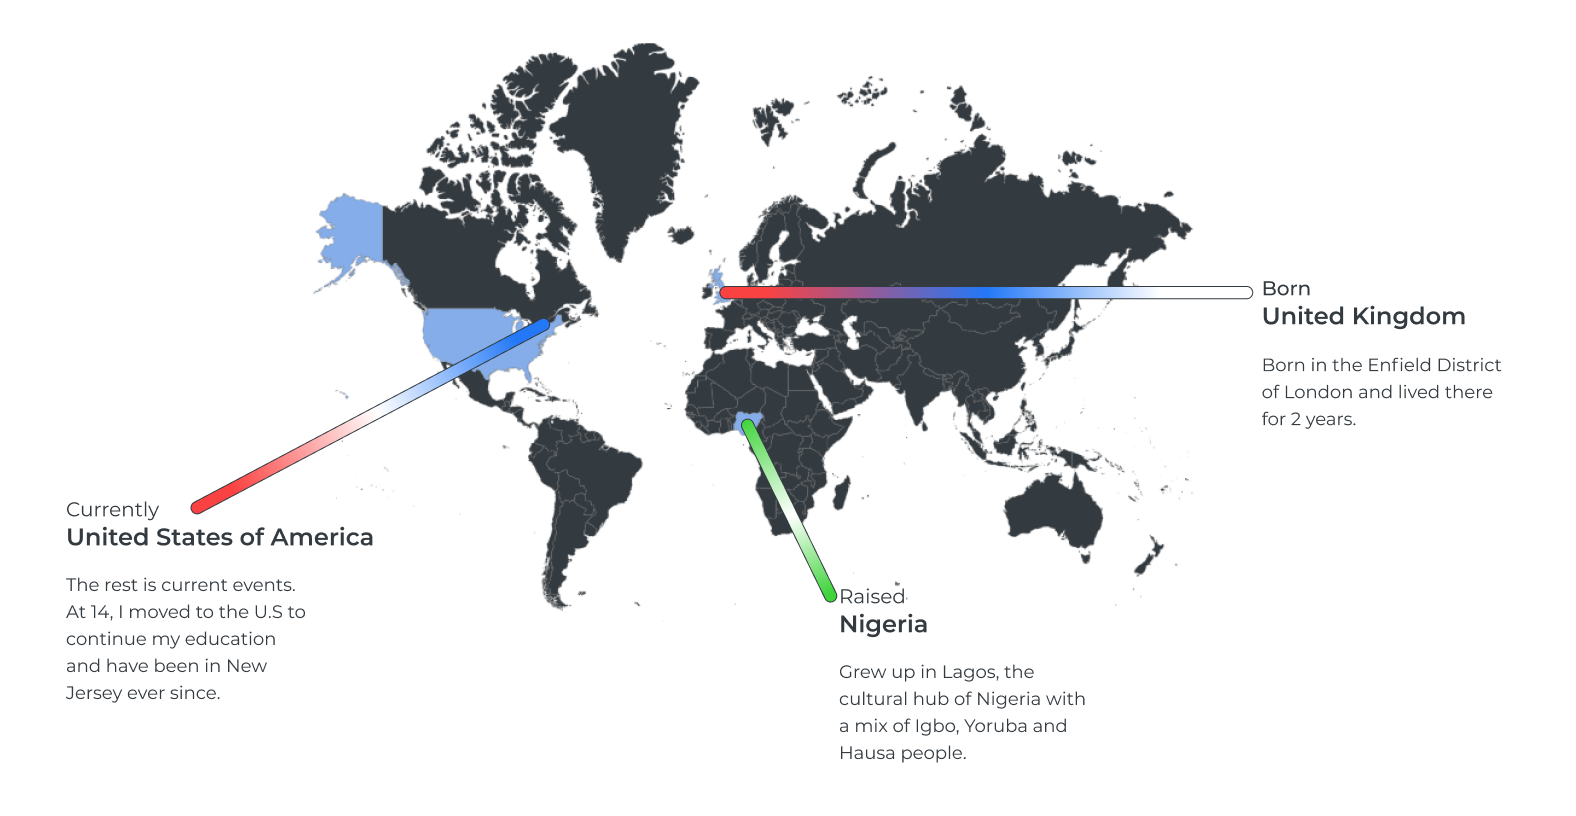 Born
United Kingdom
Born in the Enfield District
of London and lived there
for 2 years.
Currently
United States of America
The rest is current events.
At 14, I moved to the U.S to
continue my education
and have been in New
Jersey ever since.
Raised
Nigeria
Grew up in Lagos, the
cultural hub of Nigeria with
a mix of Igbo, Yoruba and
Hausa people.